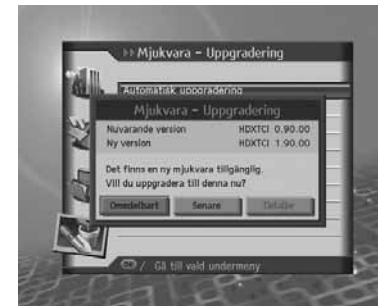 Mjukvara - Uppgradering
Automatisk uppgradering
Mjukvara - Uppgradering
Nuvarande version HDXTCI 0.90.00
Ny version HDXTCI 1.90.00
Det finns en ny mjukvara tillgänglig.
Vill du uppgradera till denna nu?
Omedelbart Senare Detaljer
OK / Gå till vald undermeny